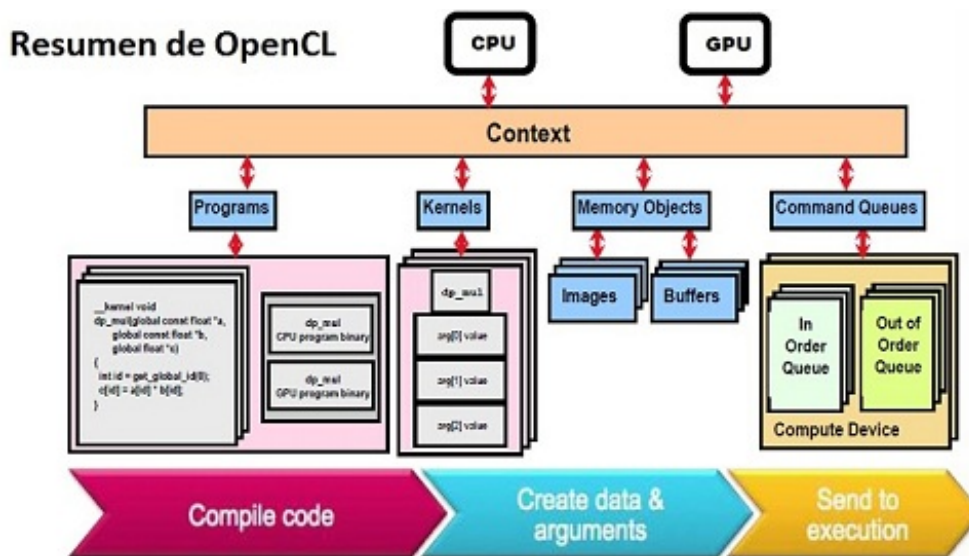 Resumen de OpenCL
CPU
GPU
Context
Programs
Kernels
Memory Objects
Command Queues
__kernel void
dp_mul(global const float *a,
global const float *b,
global float *c)
{
int id = get_global_id(0);
c[id] = a[id] * b[id];
}
dp_mul
CPU program binary
dp_mul
GPU program binary
dp_mul
arg[0] value
arg[1] value
arg[2] value
Images
Buffers
In
Order
Queue
Out of
Order
Queue
Compute Device
Compile code
Create data &
arguments
Send to
execution